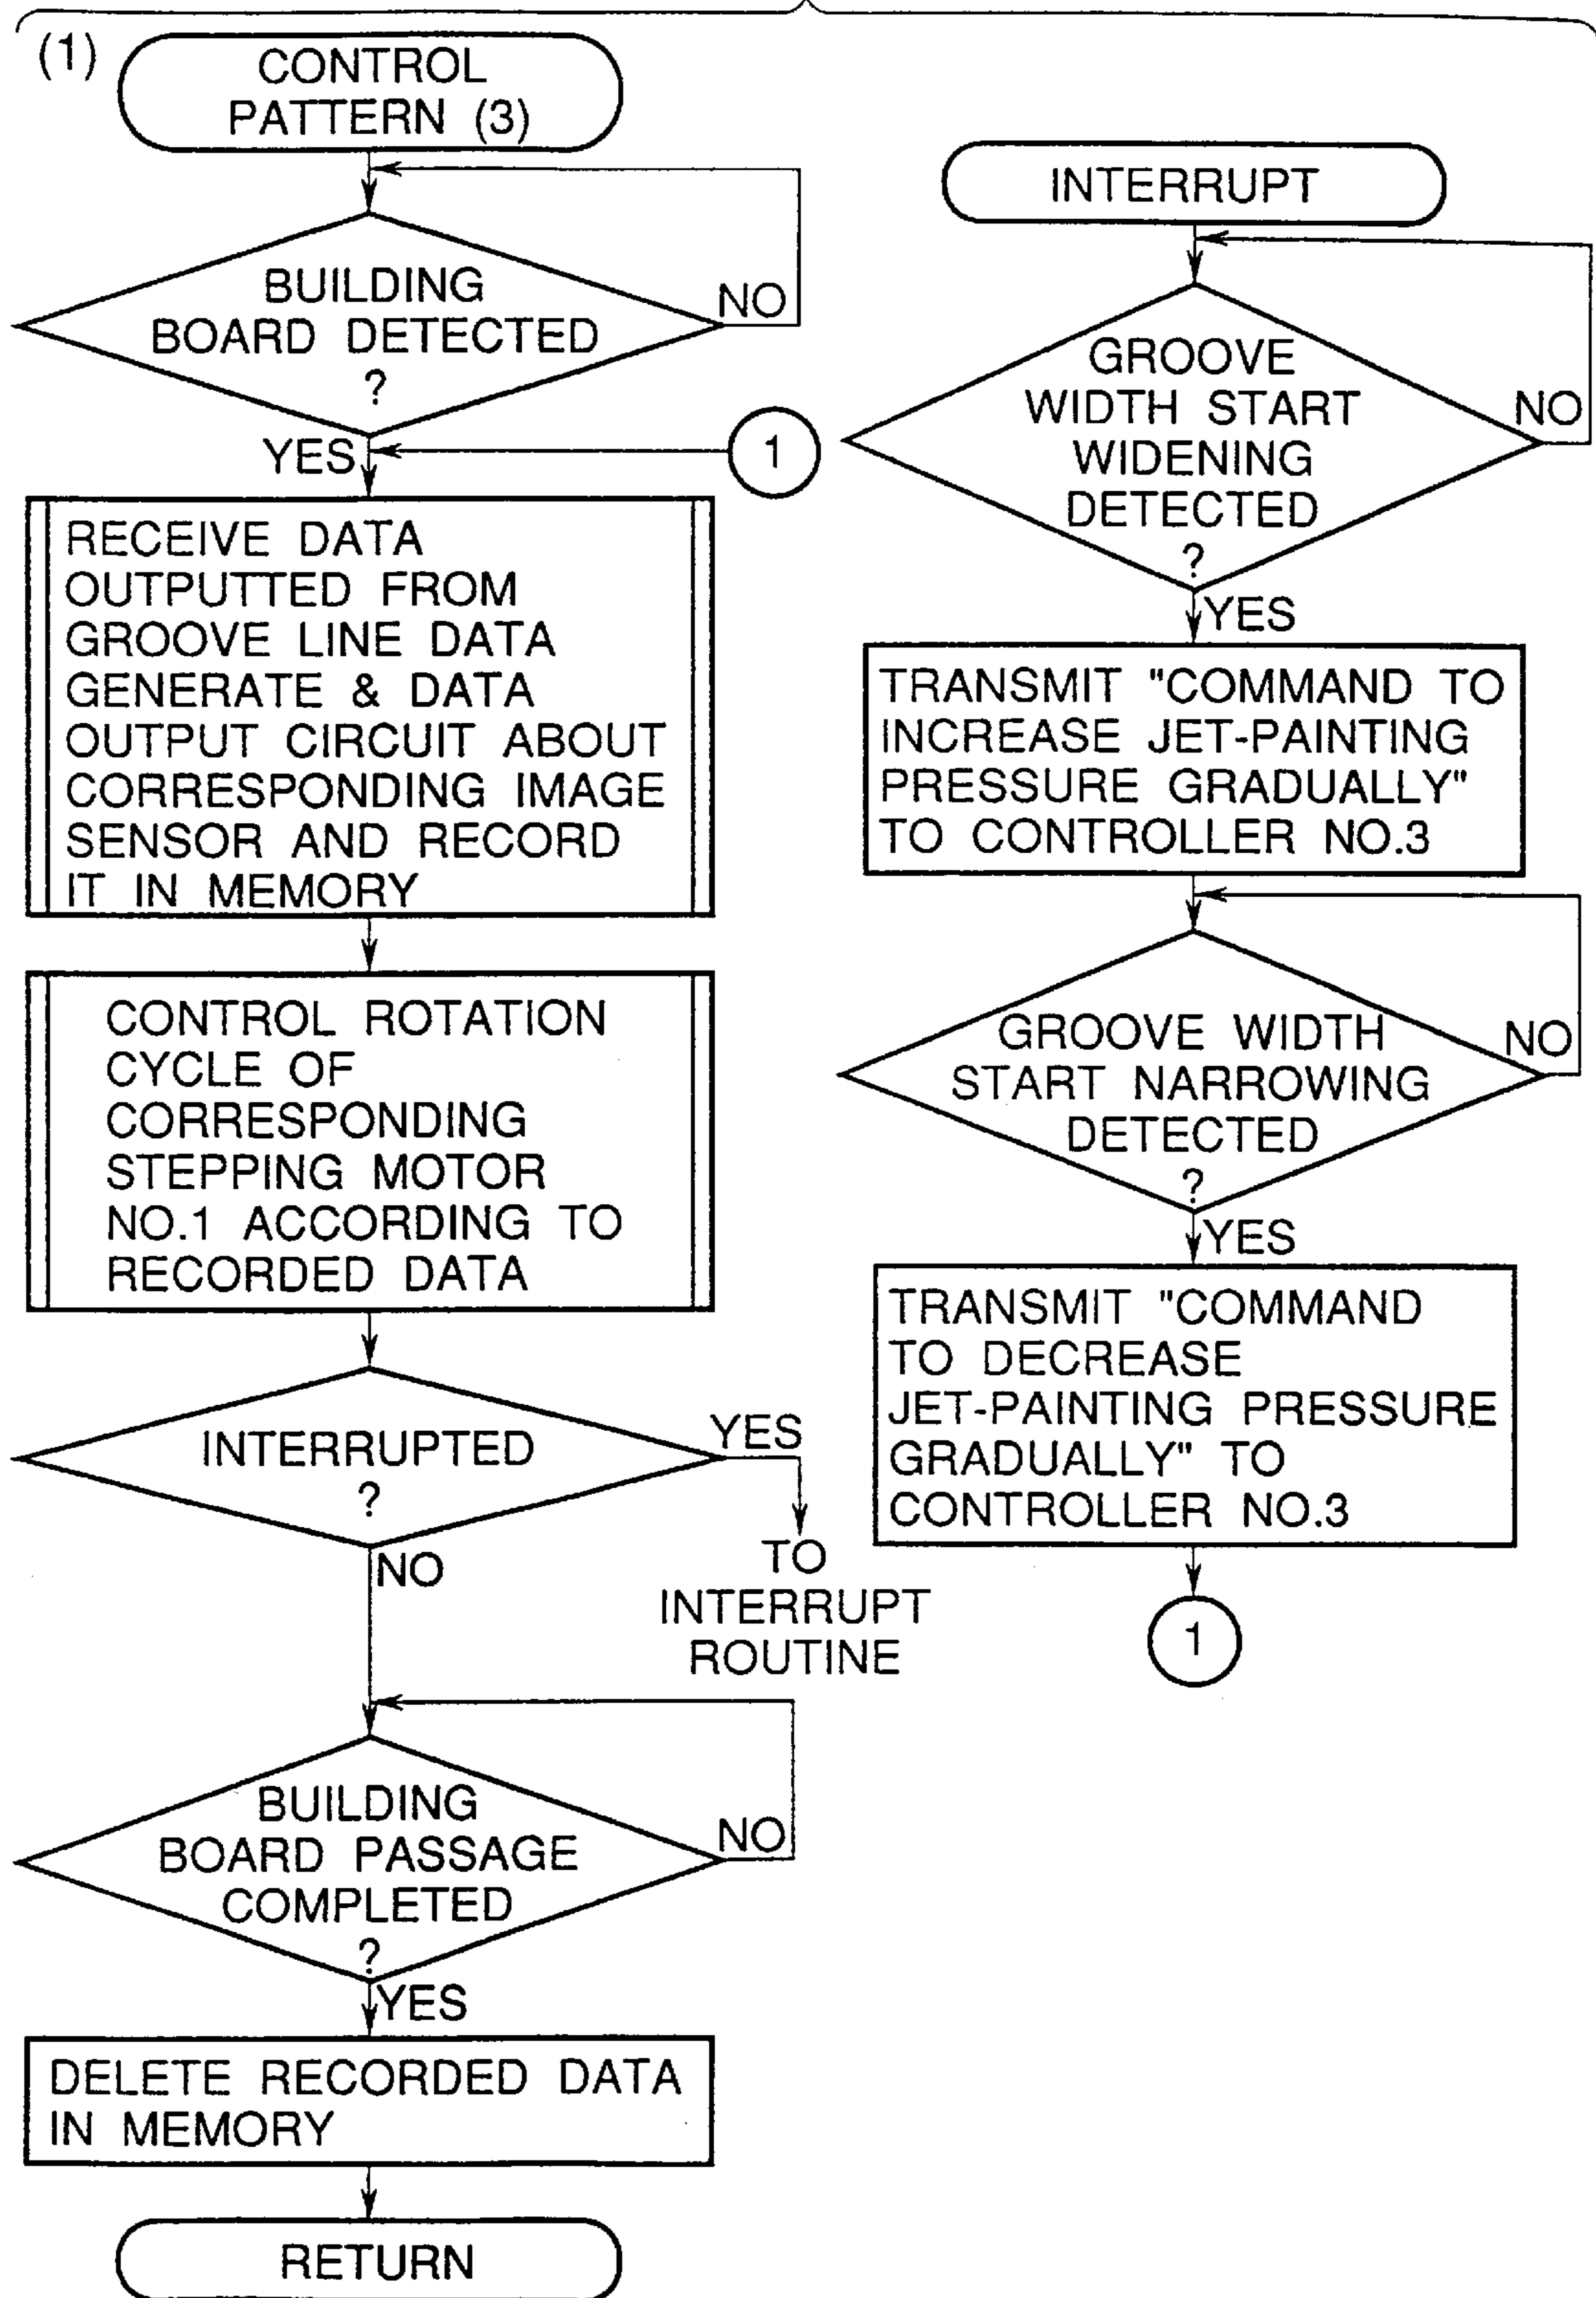 (1)
CONTROL
PATTERN (3)
BUILDING
BOARD DETECTED
?
NO
YES
1
RECEIVE DATA
OUTPUTTED FROM
GROOVE LINE DATA
GENERATE & DATA
OUTPUT CIRCUIT ABOUT
CORRESPONDING IMAGE
SENSOR AND RECORD
IT IN MEMORY
CONTROL ROTATION
CYCLE OF
CORRESPONDING
STEPPING MOTOR
NO.1 ACCORDING TO
RECORDED DATA
INTERRUPTED
?
YES
TO
INTERRUPT
ROUTINE
NO
BUILDING
BOARD PASSAGE
COMPLETED
?
NO
YES
DELETE RECORDED DATA
IN MEMORY
RETURN
INTERRUPT
GROOVE
WIDTH START
WIDENING
DETECTED
?
NO
YES
TRANSMIT "COMMAND TO
INCREASE JET-PAINTING
PRESSURE GRADUALLY"
TO CONTROLLER NO.3
GROOVE WIDTH
START NARROWING
DETECTED
?
NO
YES
TRANSMIT "COMMAND
TO DECREASE
JET-PAINTING PRESSURE
GRADUALLY" TO
CONTROLLER NO.3
1